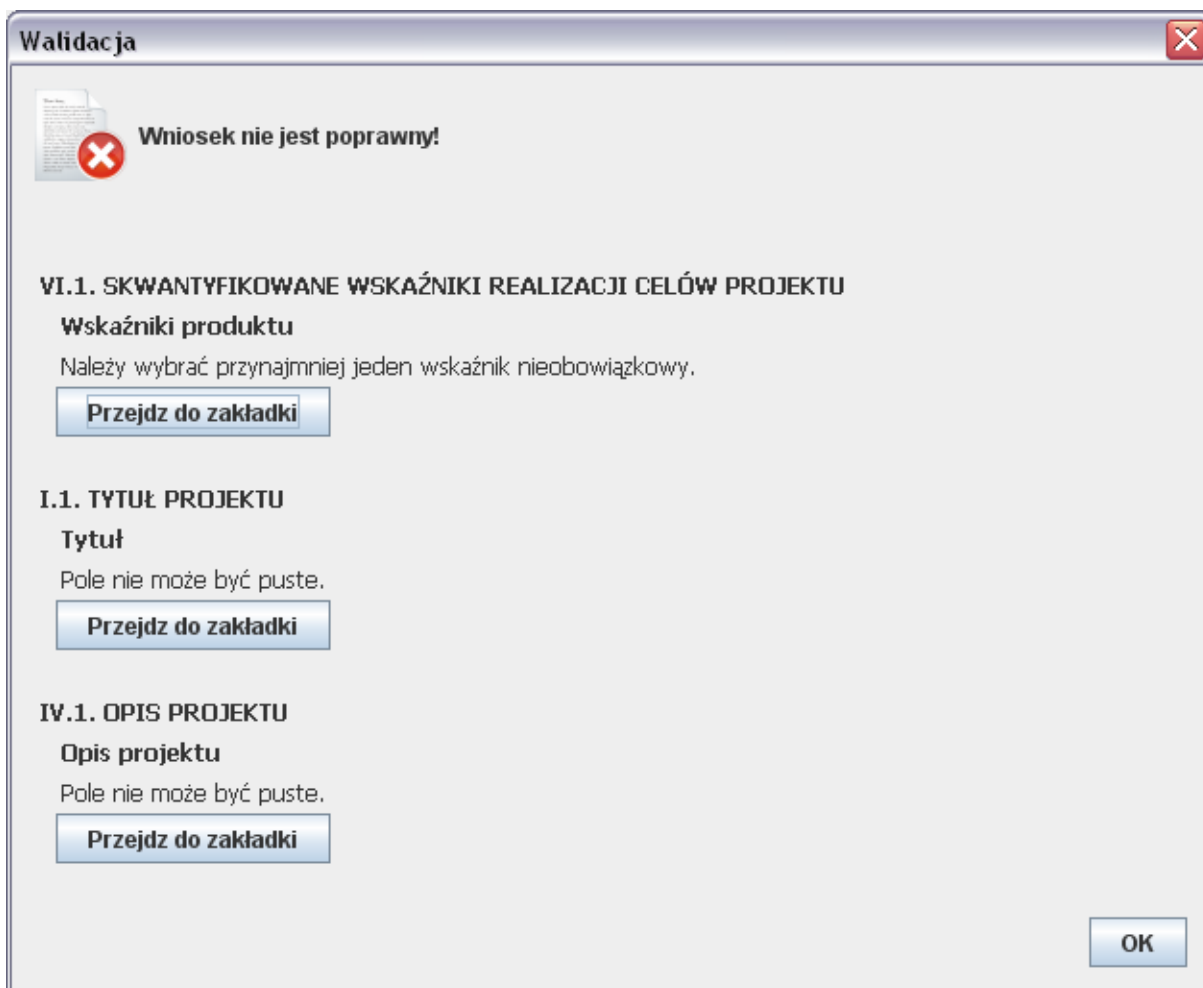 Walidacja
Wniosek nie jest poprawny!
VI.1. SKWANTYFIKOWANE WSKAŹNIKI REALIZACJI CELÓW PROJEKTU
Wskaźniki produktu
Należy wybrać przynajmniej jeden wskaźnik nieobowiązkowy.
Przejdz do zakładki
I.1. TYTUŁ PROJEKTU
Tytuł
Pole nie może być puste.
Przejdz do zakładki
IV.1. OPIS PROJEKTU
Opis projektu
Pole nie może być puste.
Przejdz do zakładki
OK